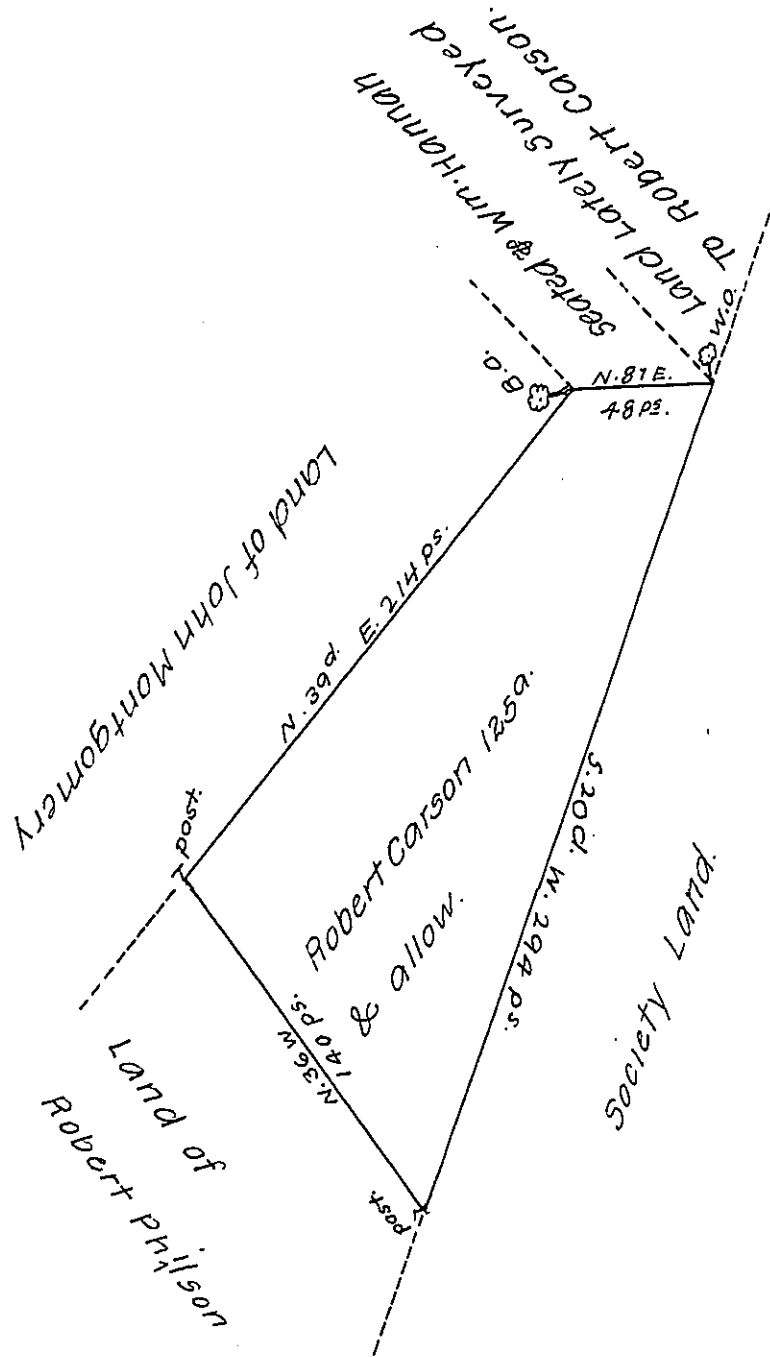 Land Lately Surveyed
To Robert Carson.
Seated by Wm. Hannah
W.O.
B.O.
N.87 E.
48 ps.
Land of John Montgomery
N. 39d. E. 214 ps.
post.
Robert Carson 125a.
& allow.
S. 20d. W. 294 ps.
Society Land.
N.36 W
140 ps.
post.
Land of
Robert Philson